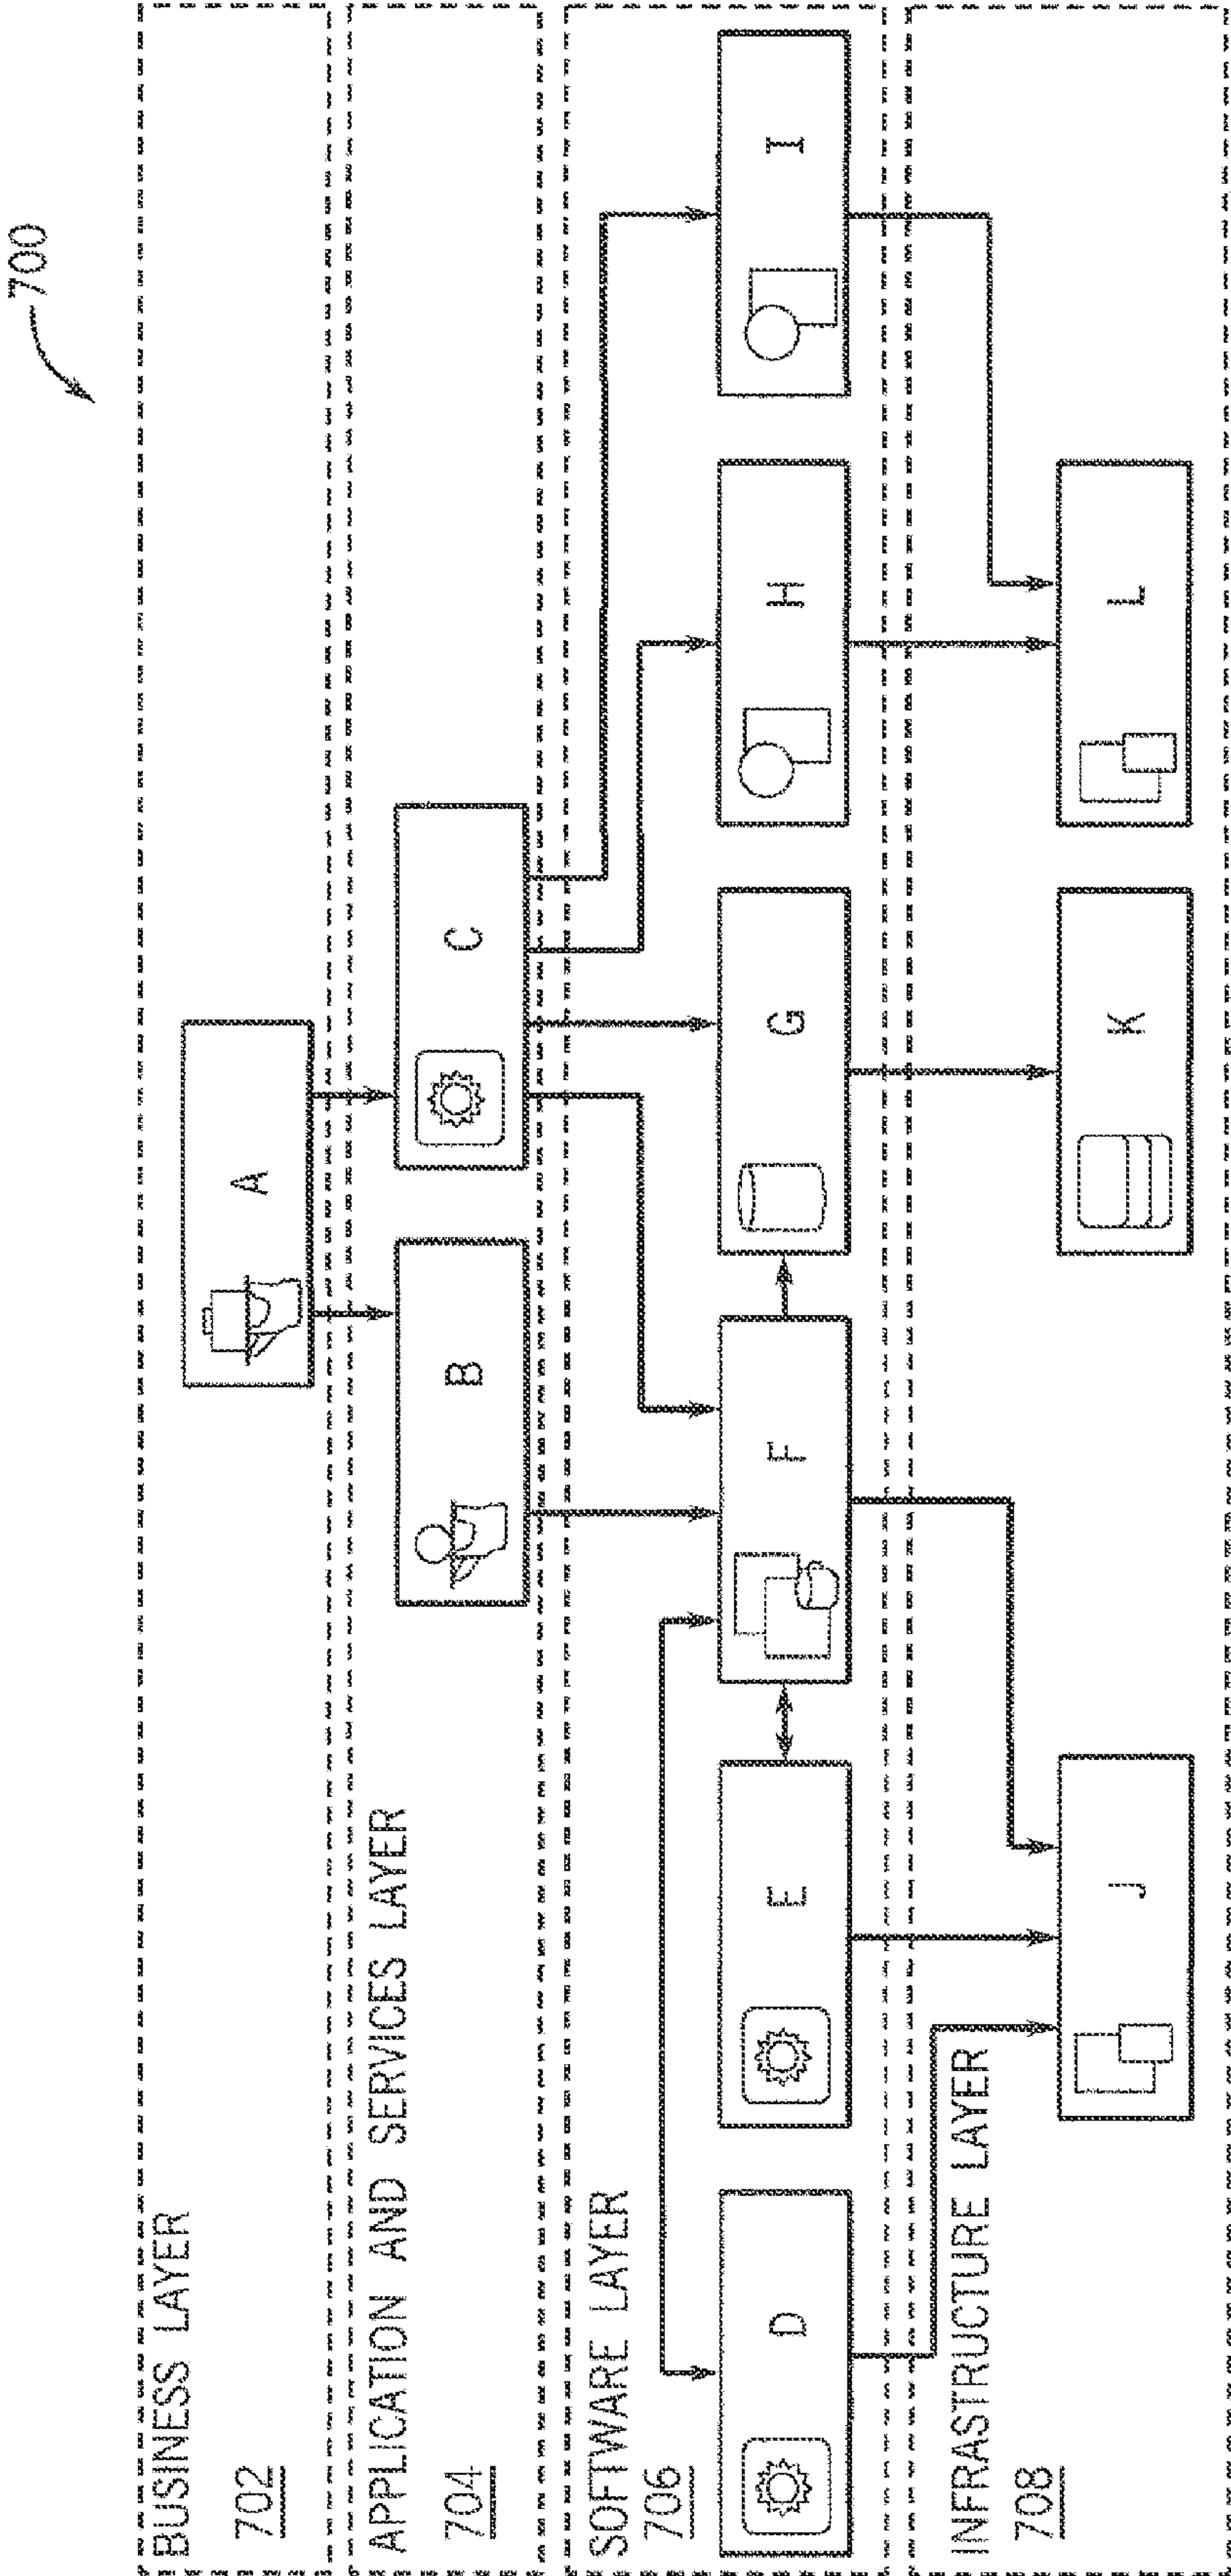 700
BUSINESS LAYER
702
A
APPLICATION AND SERVICES LAYER
704
B
C
SOFTWARE LAYER
706
D
E
F
G
H
I
INFRASTRUCTURE LAYER
708
J
K
L